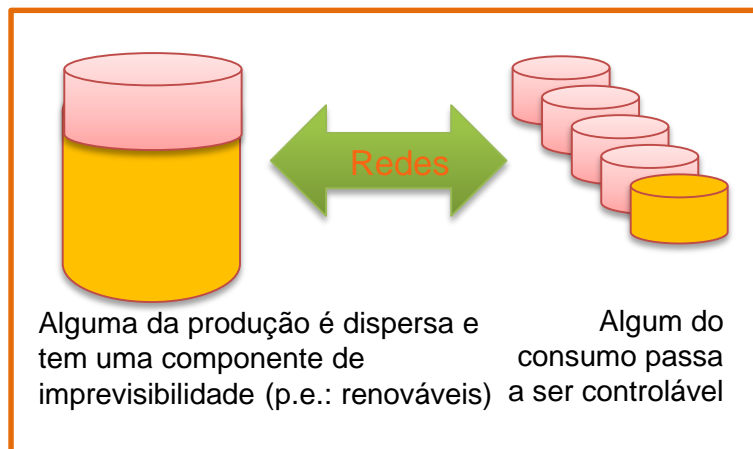 Redes
Alguma da produção é dispersa e
tem uma componente de
imprevisibilidade (p.e.: renováveis)
Algum do
consumo passa
a ser controlável